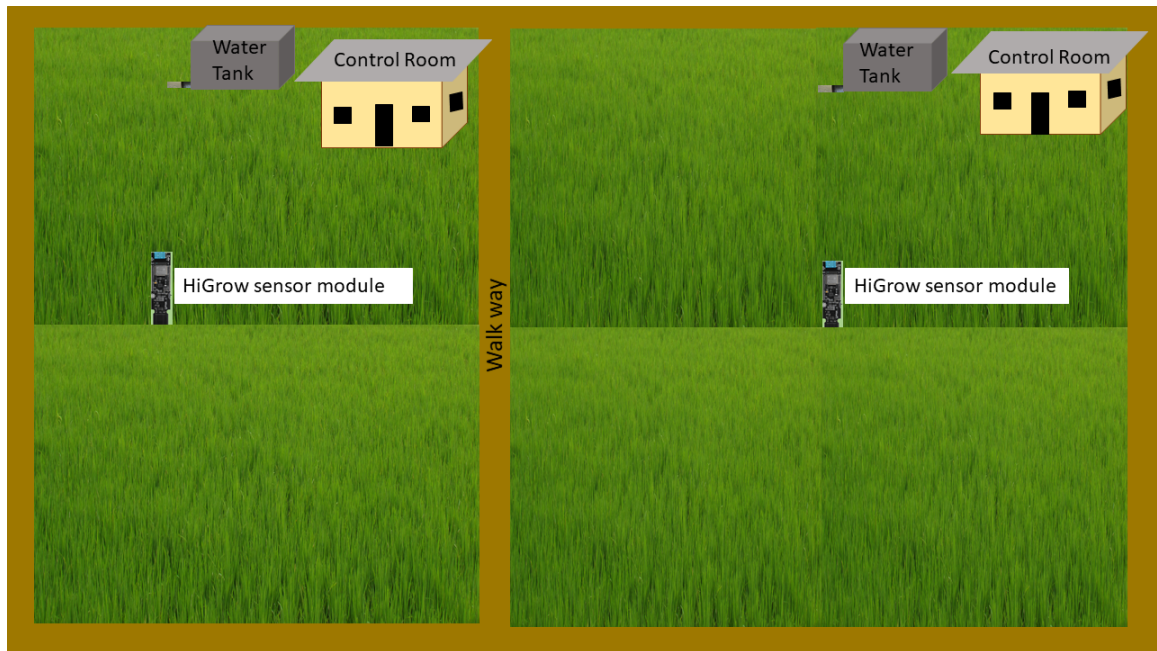 Water
Tank
Control Room
HiGrow sensor module
Walk way
Water
Tank
Control Room
HiGrow sensor module